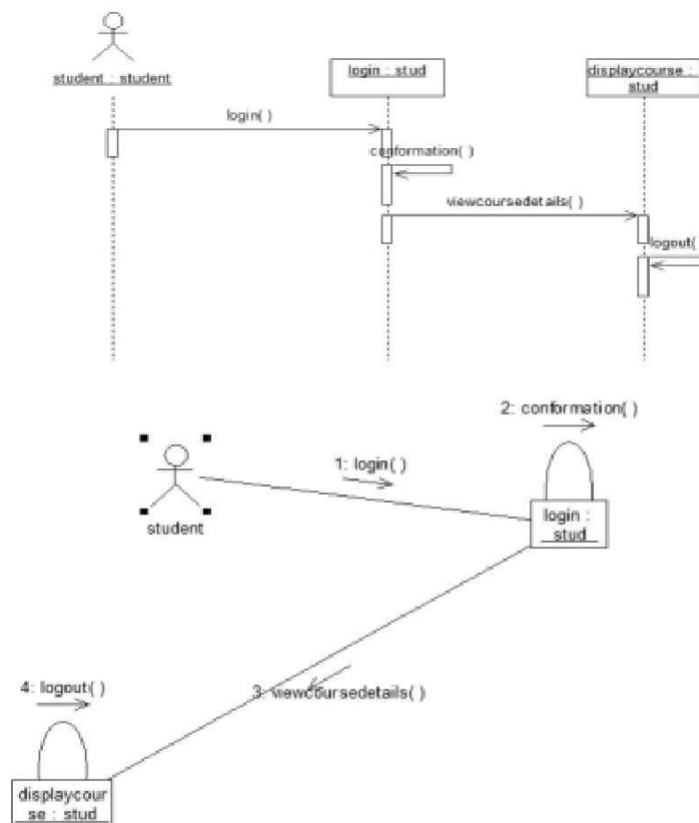 student : student
login : stud
displaycourse :
stud
login( )
conformation( )
viewcoursedetails( )
logout(
2: conformation( )
1: login( )
student
login :
stud
4: logout( )
3: viewcoursedetails( )
displaycour
se : stud